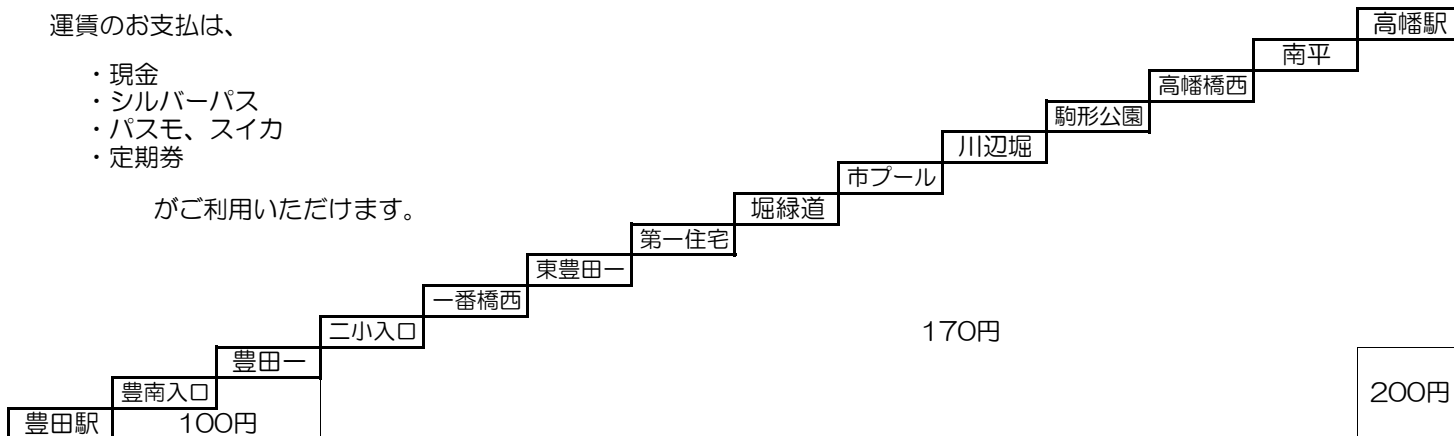 運賃のお支払は、
・現金
・シルバーパス
・パスモ、スイカ
・定期券
がご利用いただけます。
高幡駅
南平
高幡橋西
駒形公園
川辺堀
市プール
堀緑道
第一住宅
東豊田一
一番橋西
二小入口
170円
豊田一
豊南入口
200円
豊田駅 100円